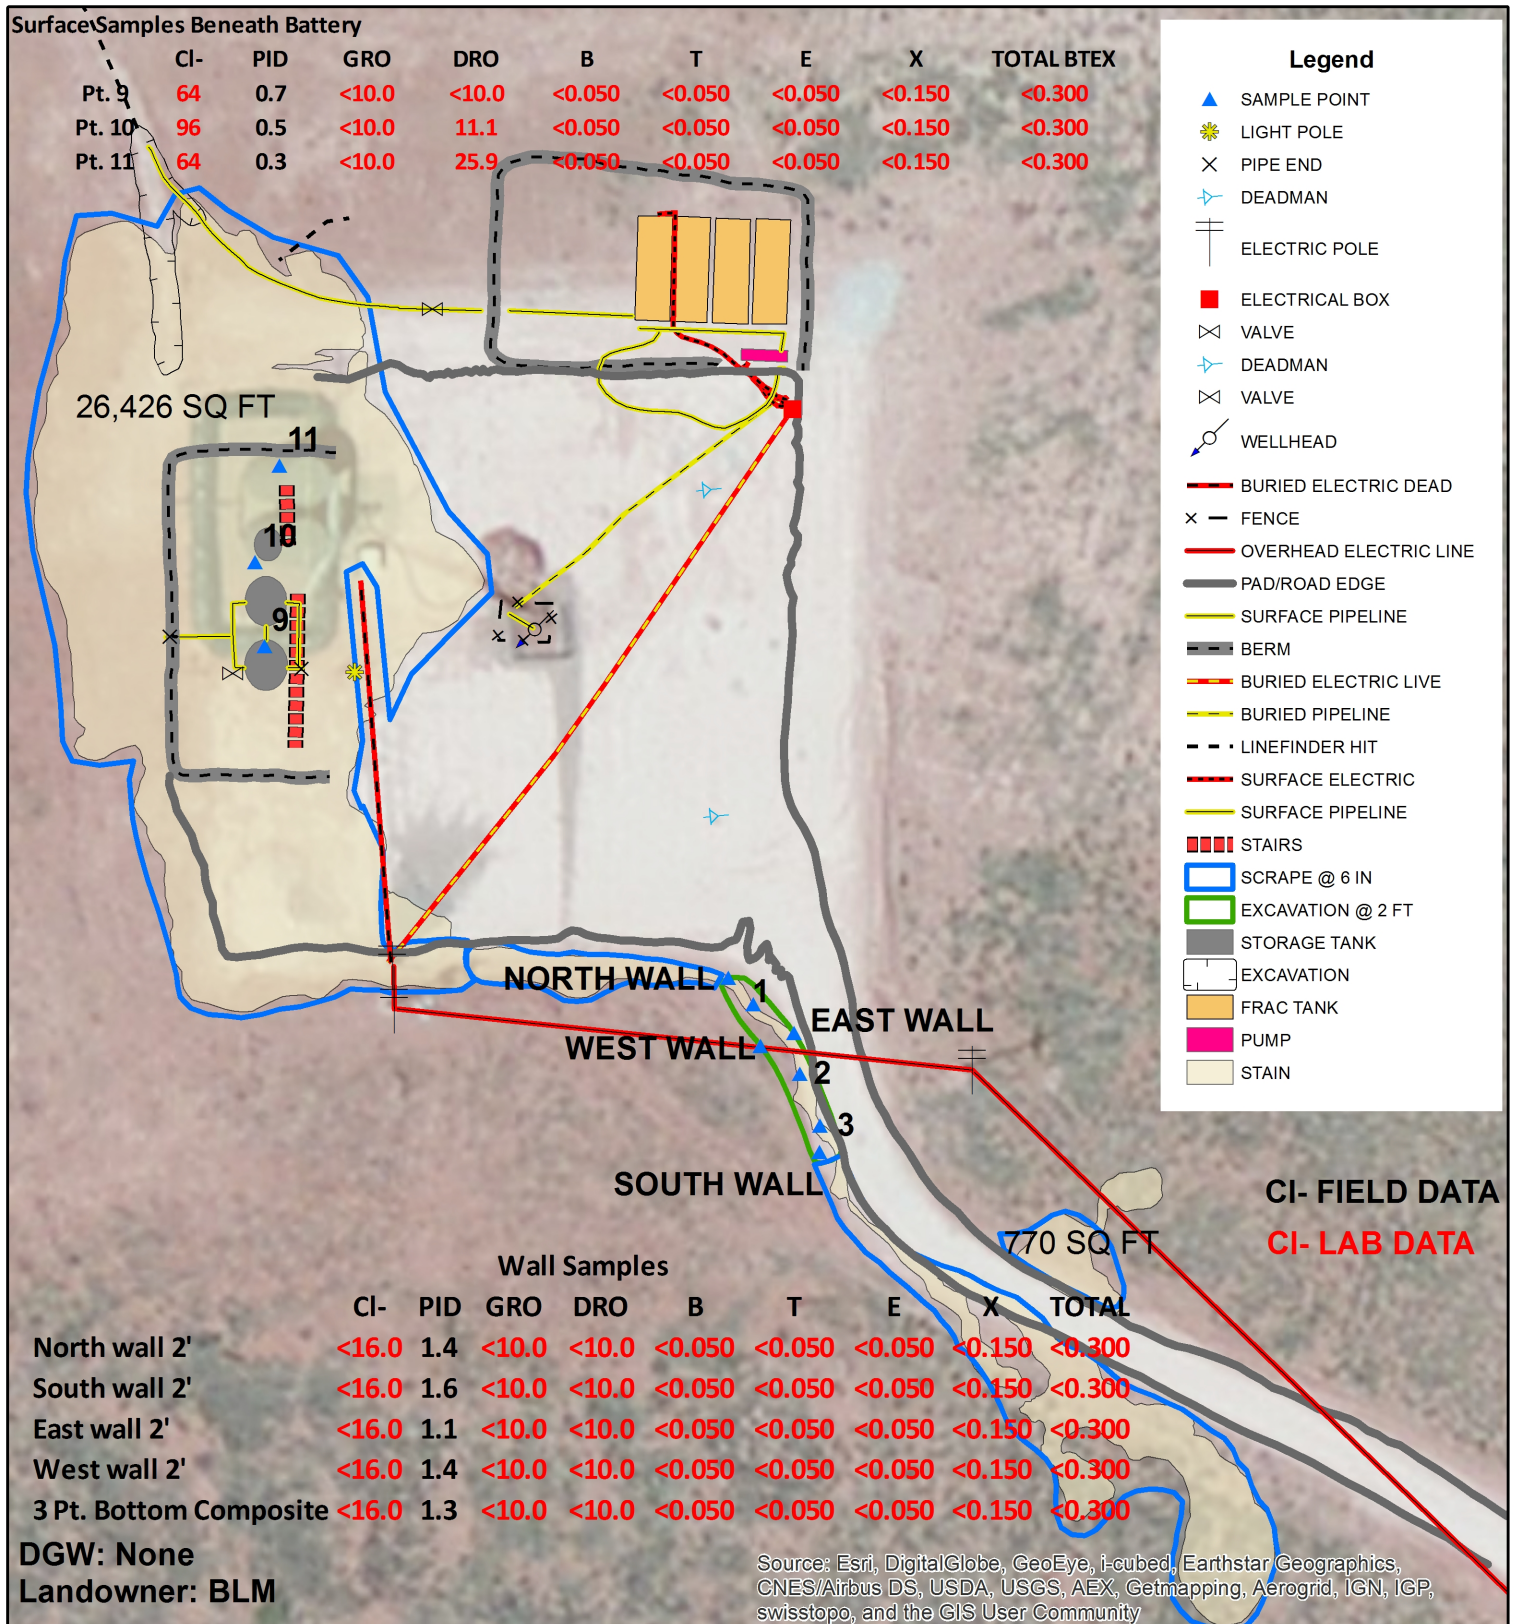 Surface Samples Beneath Battery
Cl- PID GRO DRO B T E X TOTAL BTEX
Pt. 9 64 0.7 <10.0 <10.0 <0.050 <0.050 <0.050 <0.150 <0.300
Pt. 10 96 0.5 <10.0 11.1 <0.050 <0.050 <0.050 <0.150 <0.300
Pt. 11 64 0.3 <10.0 25.9 <0.050 <0.050 <0.050 <0.150 <0.300
Legend
SAMPLE POINT
LIGHT POLE
PIPE END
DEADMAN
ELECTRIC POLE
ELECTRICAL BOX
VALVE
DEADMAN
VALVE
WELLHEAD
BURIED ELECTRIC DEAD
FENCE
OVERHEAD ELECTRIC LINE
PAD/ROAD EDGE
SURFACE PIPELINE
BERM
BURIED ELECTRIC LIVE
BURIED PIPELINE
LINEFINDER HIT
SURFACE ELECTRIC
SURFACE PIPELINE
STAIRS
SCRAPE @ 6 IN
EXCAVATION @ 2 FT
STORAGE TANK
EXCAVATION
FRAC TANK
PUMP
STAIN
26,426 SQ FT
11
10
9
NORTH WALL
1
EAST WALL
WEST WALL
2
3
SOUTH WALL
770 SQ FT
Cl- FIELD DATA
Cl- LAB DATA
Wall Samples
Cl- PID GRO DRO B T E X TOTAL
North wall 2' <16.0 1.4 <10.0 <10.0 <0.050 <0.050 <0.050 <0.150 <0.300
South wall 2' <16.0 1.6 <10.0 <10.0 <0.050 <0.050 <0.050 <0.150 <0.300
East wall 2' <16.0 1.1 <10.0 <10.0 <0.050 <0.050 <0.050 <0.150 <0.300
West wall 2' <16.0 1.4 <10.0 <10.0 <0.050 <0.050 <0.050 <0.150 <0.300
3 Pt. Bottom Composite <16.0 1.3 <10.0 <10.0 <0.050 <0.050 <0.050 <0.150 <0.300
DGW: None
Landowner: BLM
Source: Esri, DigitalGlobe, GeoEye, i-cubed, Earthstar Geographics,
CNES/Airbus DS, USDA, USGS, AEX, Getmapping, Aerogrid, IGN, IGP,
swisstopo, and the GIS User Community